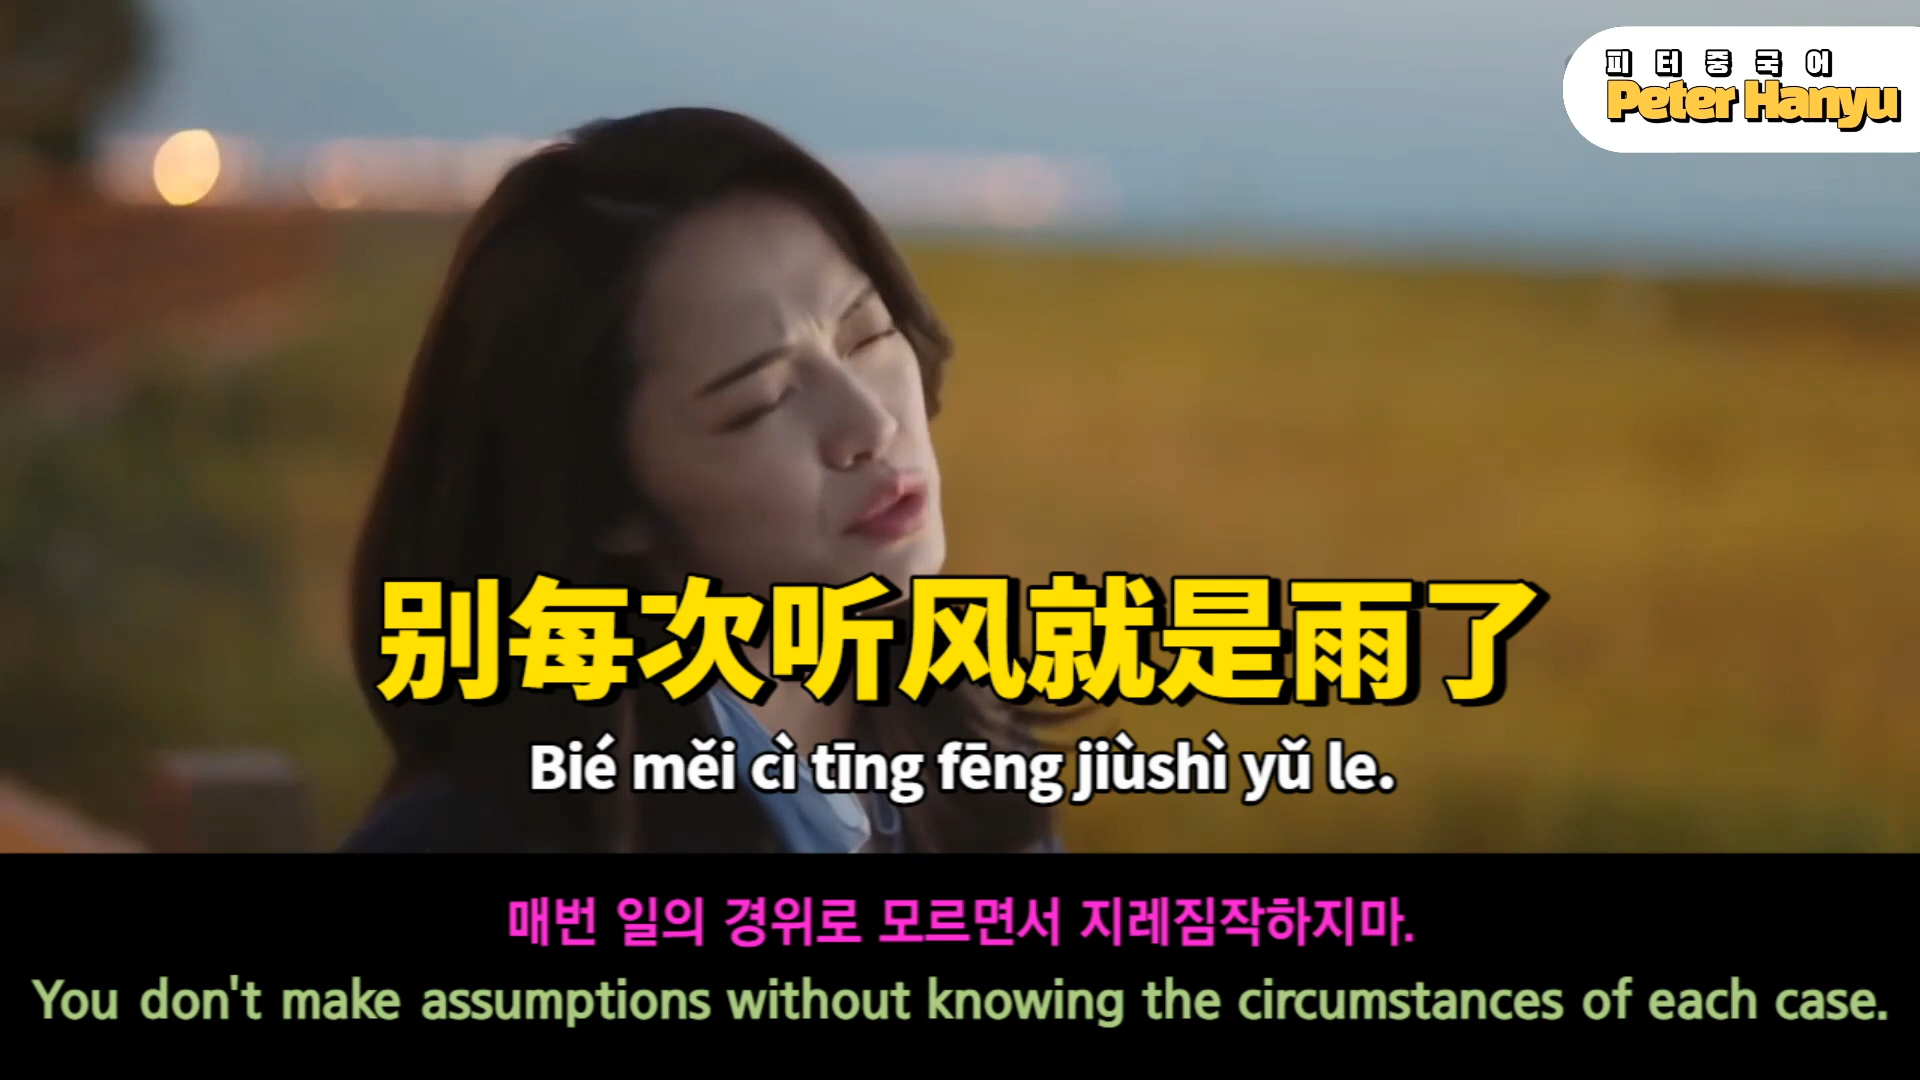 피터중국어
Peter Hanyu
别每次听风就是雨了
Bié měi cì tīng fēng jiùshì yǔ le.
매번 일의 경위로 모르면서 지레짐작하지마.
You don't make assumptions without knowing the circumstances of each case.